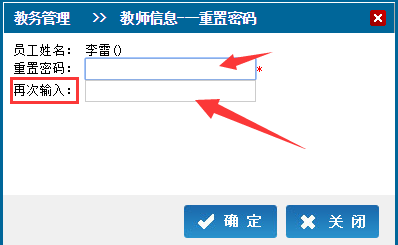 教务管理 >> 教师信息---重置密码
员工姓名: 李雷()
重置密码: *
再次输入:
确 定 关 闭